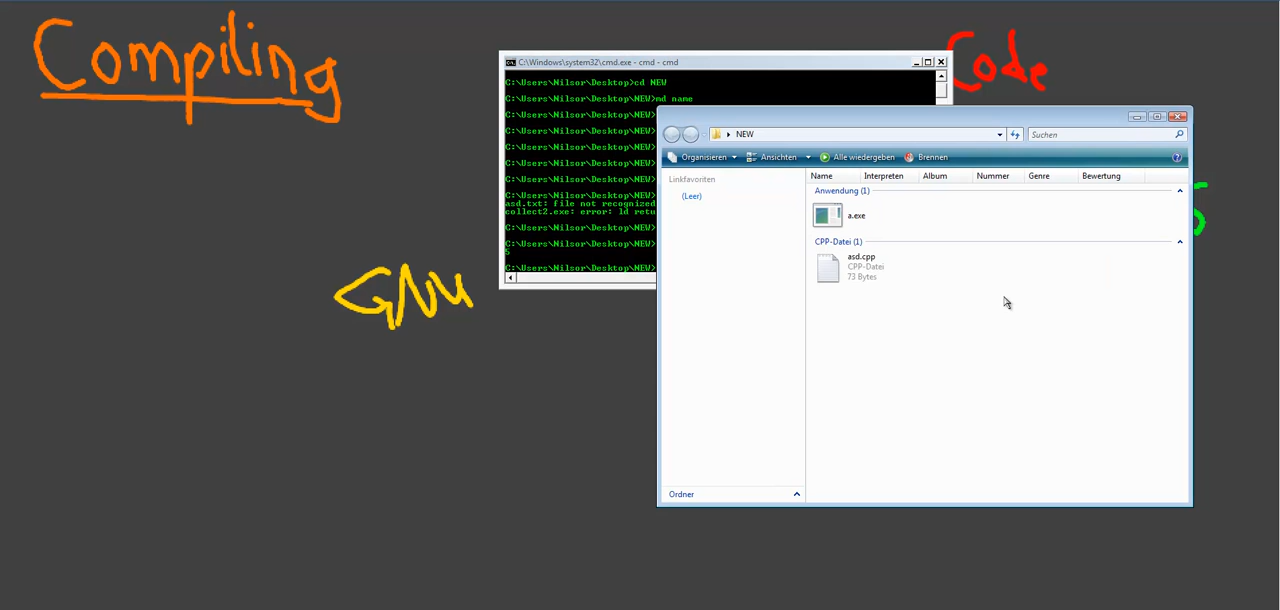 Compiling
Code
C:\Windows\system32\cmd.exe - cmd - cmd
C:\Users\Nilsor\Desktop>cd NEW
C:\Users\Nilsor\Desktop\NEW>md name
C:\Users\Nilsor\Desktop\NEW>
C:\Users\Nilsor\Desktop\NEW>
C:\Users\Nilsor\Desktop\NEW>
C:\Users\Nilsor\Desktop\NEW>
C:\Users\Nilsor\Desktop\NEW>
C:\Users\Nilsor\Desktop\NEW>
asd.txt: file not recognized
collect2.exe: error: ld retu
C:\Users\Nilsor\Desktop\NEW>
C:\Users\Nilsor\Desktop\NEW>
5
C:\Users\Nilsor\Desktop\NEW>
NEW
Suchen
Organisieren Ansichten Alle wiedergeben Brennen
Linkfavoriten
(Leer)
Ordner
Name Interpreten Album Nummer Genre Bewertung
Anwendung (1)
a.exe
CPP-Datei (1)
asd.cpp
CPP-Datei
73 Bytes
GNU